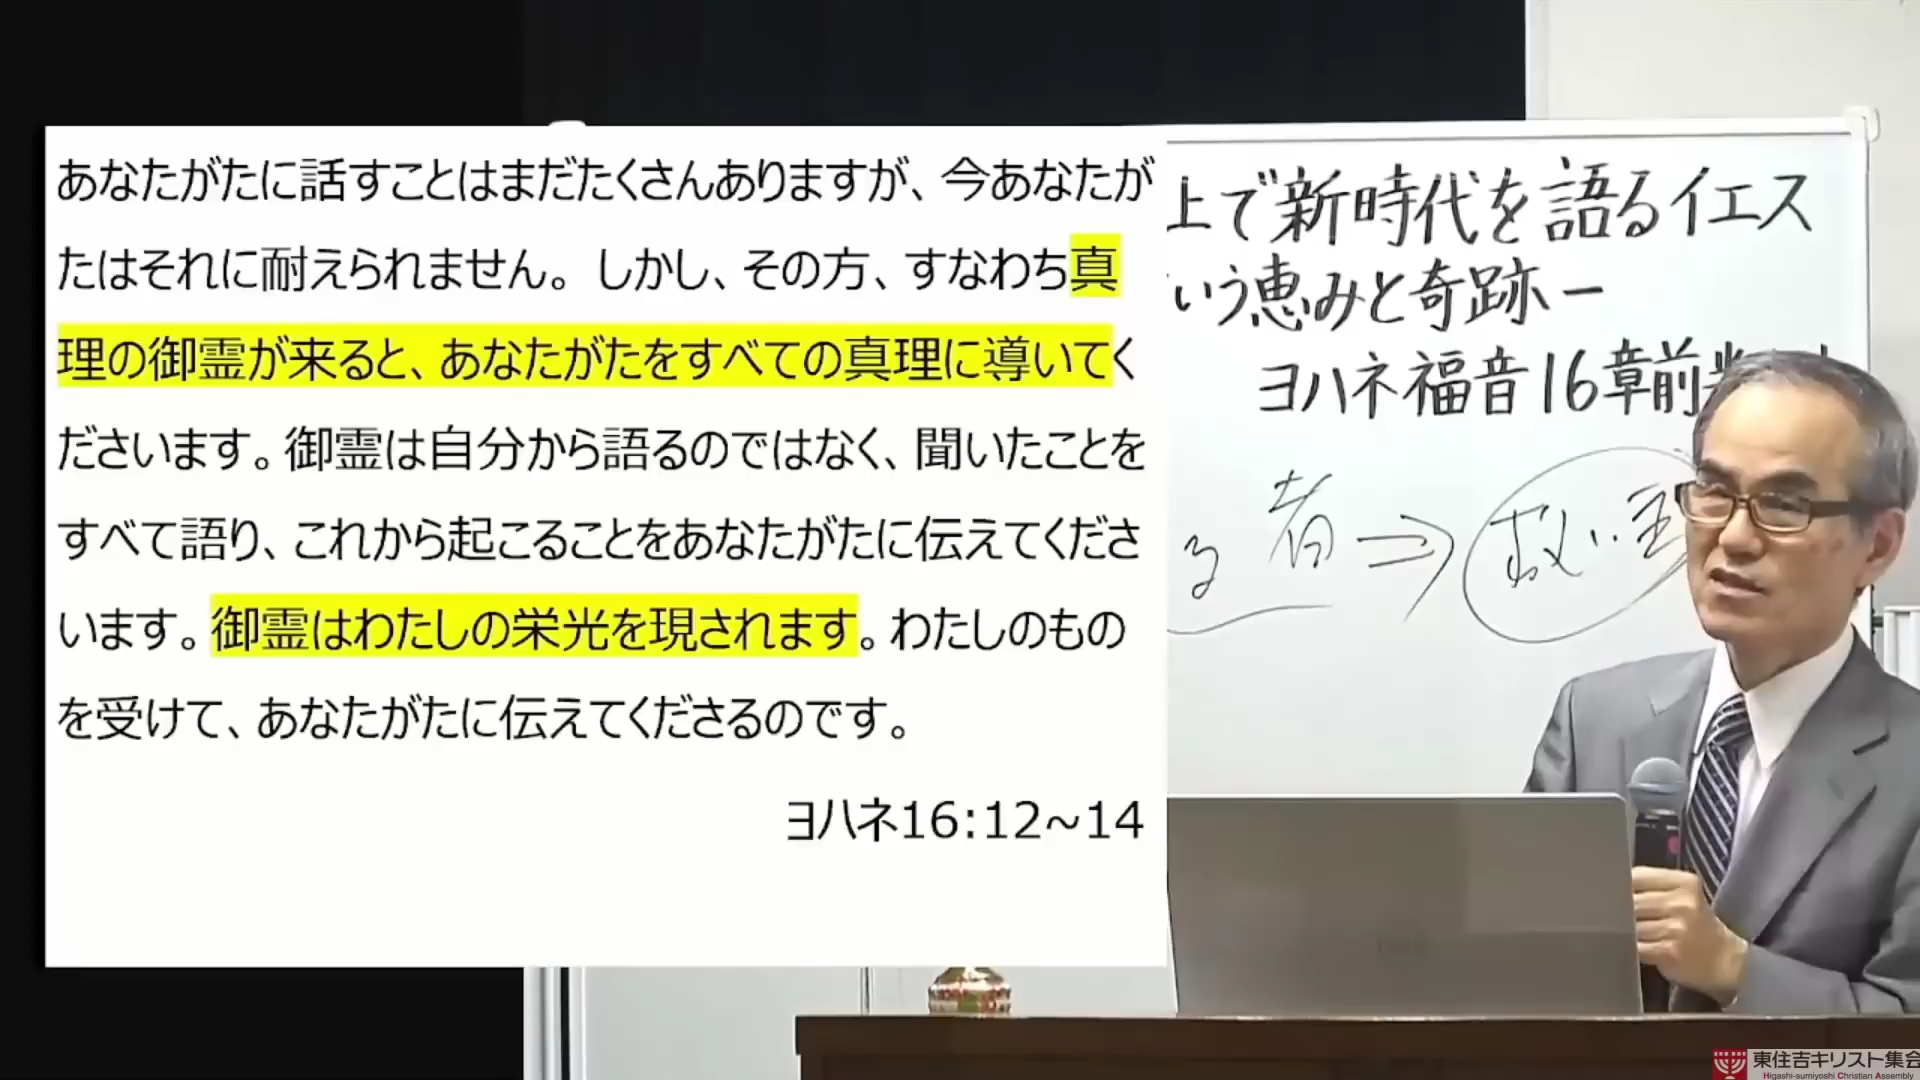 あなたがたに話すことはまだたくさんありますが、今あなたが
たはそれに耐えられません。しかし、その方、すなわち真
理の御霊が来ると、あなたがたをすべての真理に導いてく
ださいます。御霊は自分から語るのではなく、聞いたことを
すべて語り、これから起こることをあなたがたに伝えてくださ
います。御霊はわたしの栄光を現されます。わたしのもの
を受けて、あなたがたに伝えてくださるのです。
ヨハネ16:12~14
上で新時代を語るイエス
いう恵みと奇跡ー
ヨハネ福音16章前
る者⇒救い主
東住吉キリスト集会
Higashi-sumiyoshi Christian Assembly